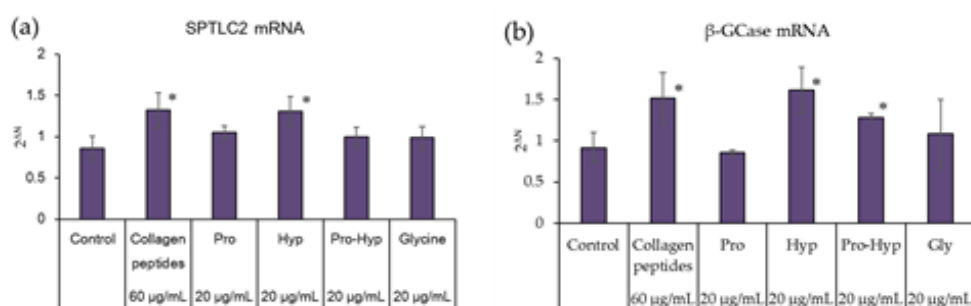 (a)
SPTLC2 mRNA
2
1.5
1
0.5
0
2ᐞᐞ
* *
Control Collagen peptides Pro Hyp Pro-Hyp Glycine
60 µg/mL 20 µg/mL 20 µg/mL 20 µg/mL 20 µg/mL
(b)
β-GCase mRNA
2
1.5
1
0.5
0
* * *
Control Collagen peptides Pro Hyp Pro-Hyp Gly
60 µg/mL 20 µg/mL 20 µg/mL 20 µg/mL 20 µg/mL